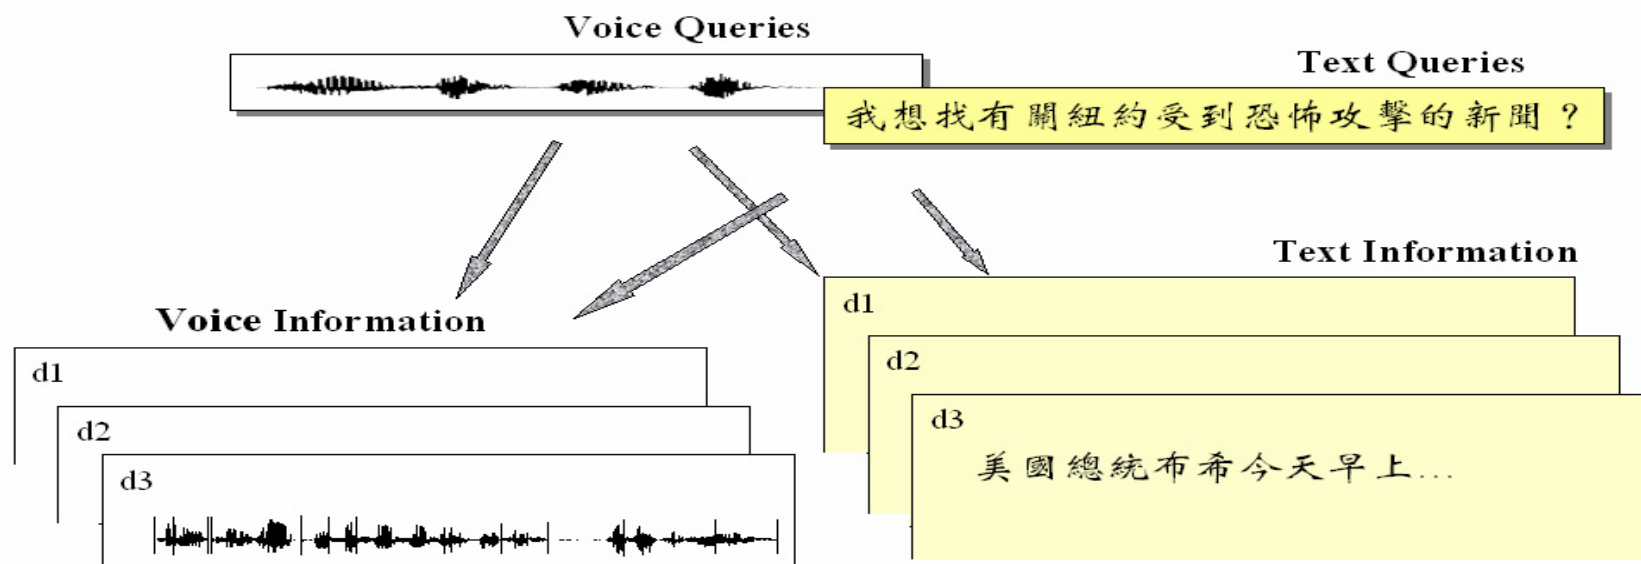 Voice Queries
Text Queries
我想找有關紐約受到恐怖攻擊的新聞？
Text Information
Voice Information
d1
d2
d3
d1
d2
d3
美國總統布希今天早上...